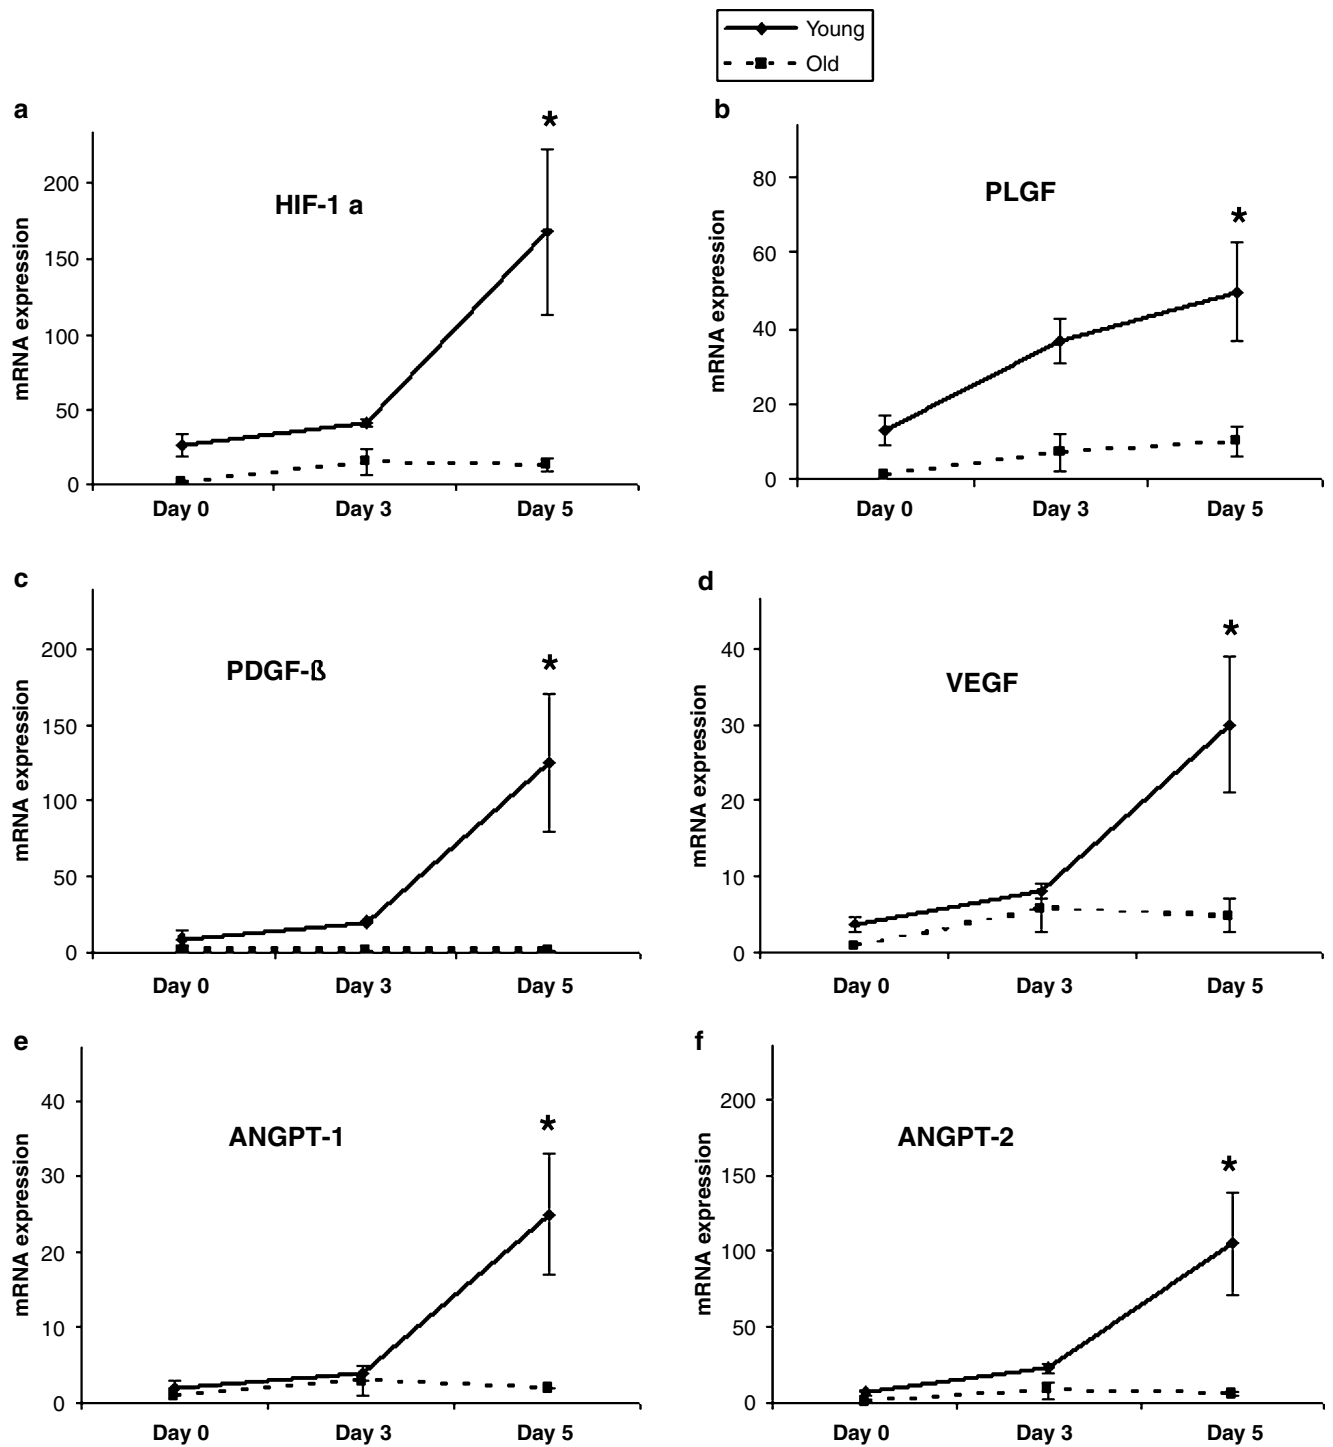 Young
Old
a
*
HIF-1 a
mRNA expression
200
150
100
50
0
Day 0 Day 3 Day 5
b
*
PLGF
mRNA expression
80
60
40
20
0
Day 0 Day 3 Day 5
c
*
PDGF-ß
mRNA expression
200
150
100
50
0
Day 0 Day 3 Day 5
d
*
VEGF
mRNA expression
40
30
20
10
0
Day 0 Day 3 Day 5
e
*
ANGPT-1
mRNA expression
40
30
20
10
0
Day 0 Day 3 Day 5
f
*
ANGPT-2
mRNA expression
200
150
100
50
0
Day 0 Day 3 Day 5